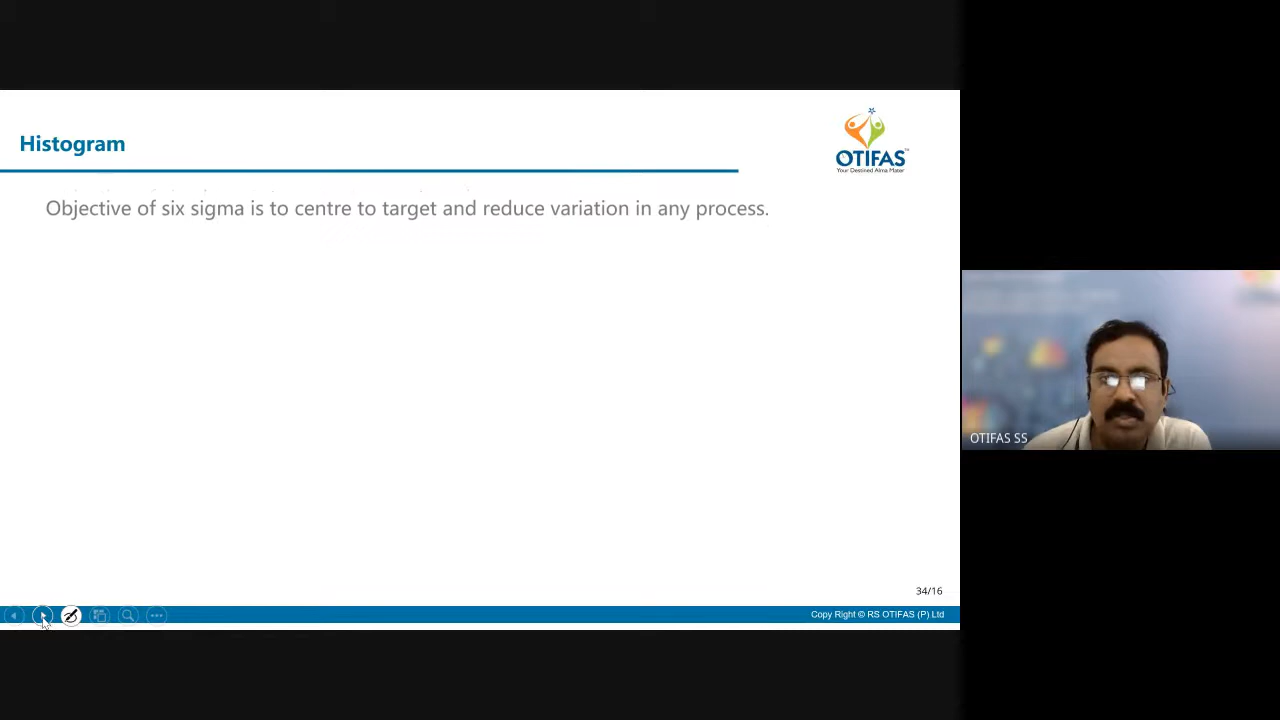 Histogram
OTIFAS
Your Destined Alma Mater
Objective of six sigma is to centre to target and reduce variation in any process.
OTIFAS SS
34/16
Copy Right © RS OTIFAS (P) Ltd